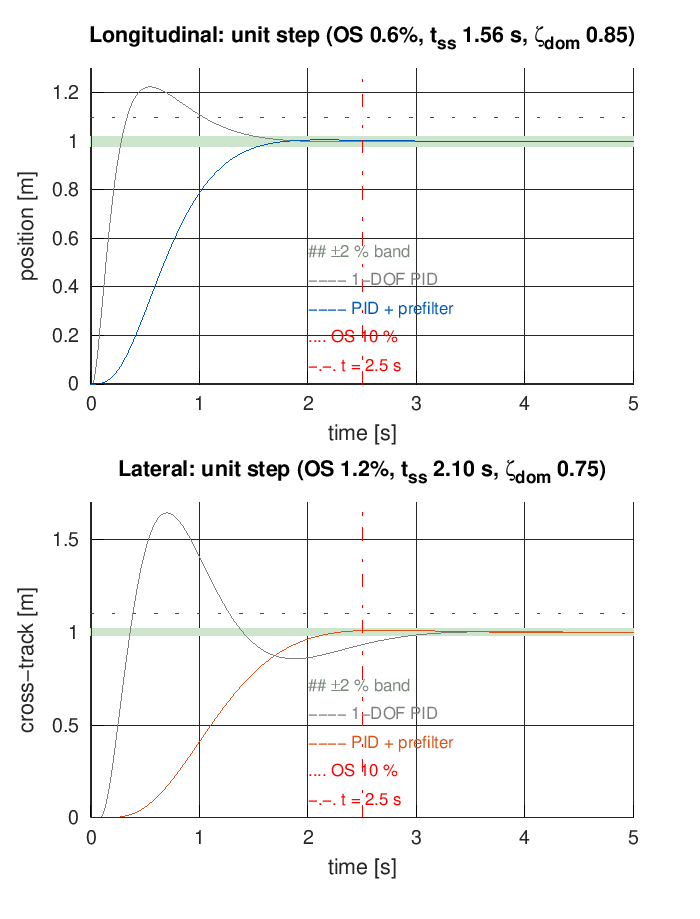 Longitudinal: unit step (OS 0.6%, tss 1.56 s, ζdom 0.85)
position [m]
1.2
1
0.8
0.6
0.4
0.2
0
## ±2 % band
---- 1-DOF PID
---- PID + prefilter
.... OS 10 %
-.-. t = 2.5 s
0 1 2 3 4 5
time [s]
Lateral: unit step (OS 1.2%, tss 2.10 s, ζdom 0.75)
cross-track [m]
1.5
1
0.5
0
## ±2 % band
---- 1-DOF PID
---- PID + prefilter
.... OS 10 %
-.-. t = 2.5 s
0 1 2 3 4 5
time [s]